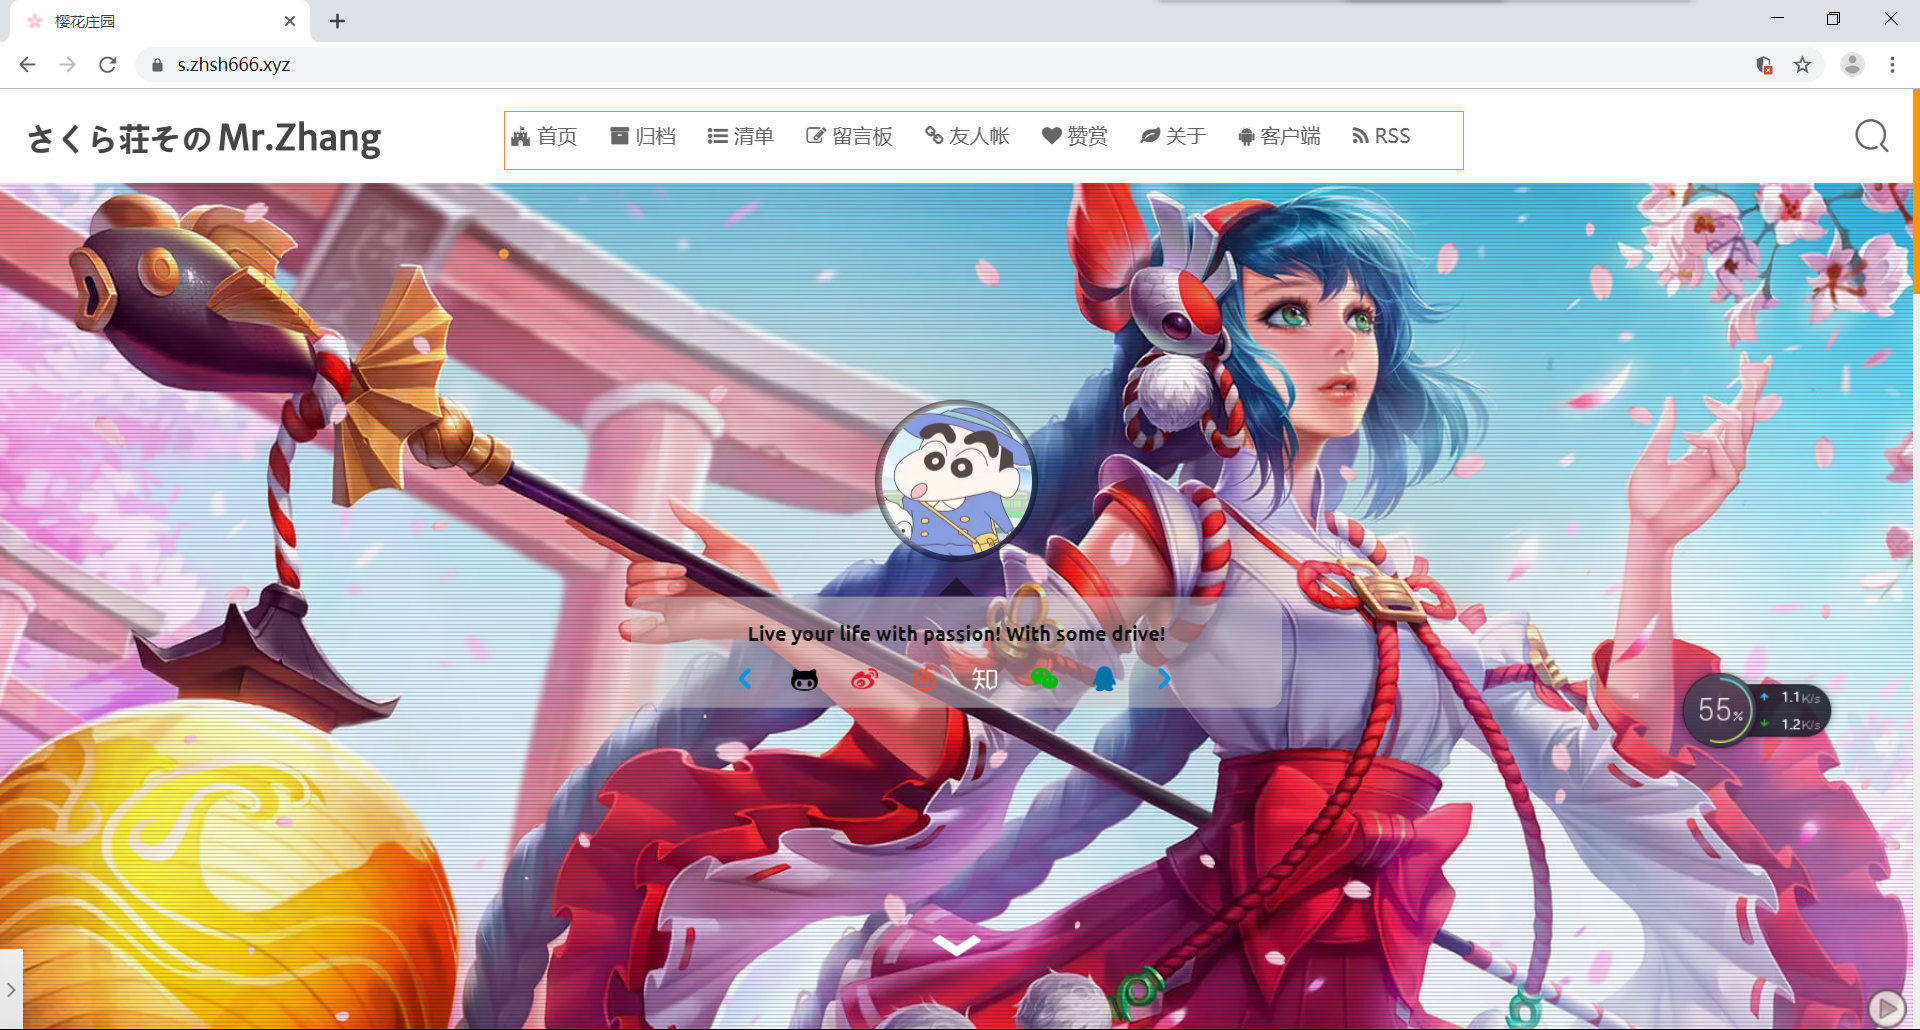 樱花庄园
s.zhsh666.xyz
さくら荘その Mr.Zhang
首页 归档 清单 留言板 友人帐 赞赏 关于 客户端 RSS
Live your life with passion! With some drive!
知
55%
1.1K/s
1.2K/s